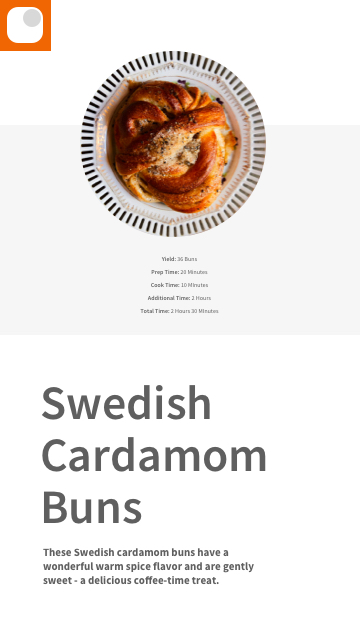 Yield: 36 Buns
Prep Time: 20 Minutes
Cook Time: 10 Minutes
Additional Time: 2 Hours
Total Time: 2 Hours 30 Minutes
Swedish
Cardamom
Buns
These Swedish cardamom buns have a
wonderful warm spice flavor and are gently
sweet - a delicious coffee-time treat.